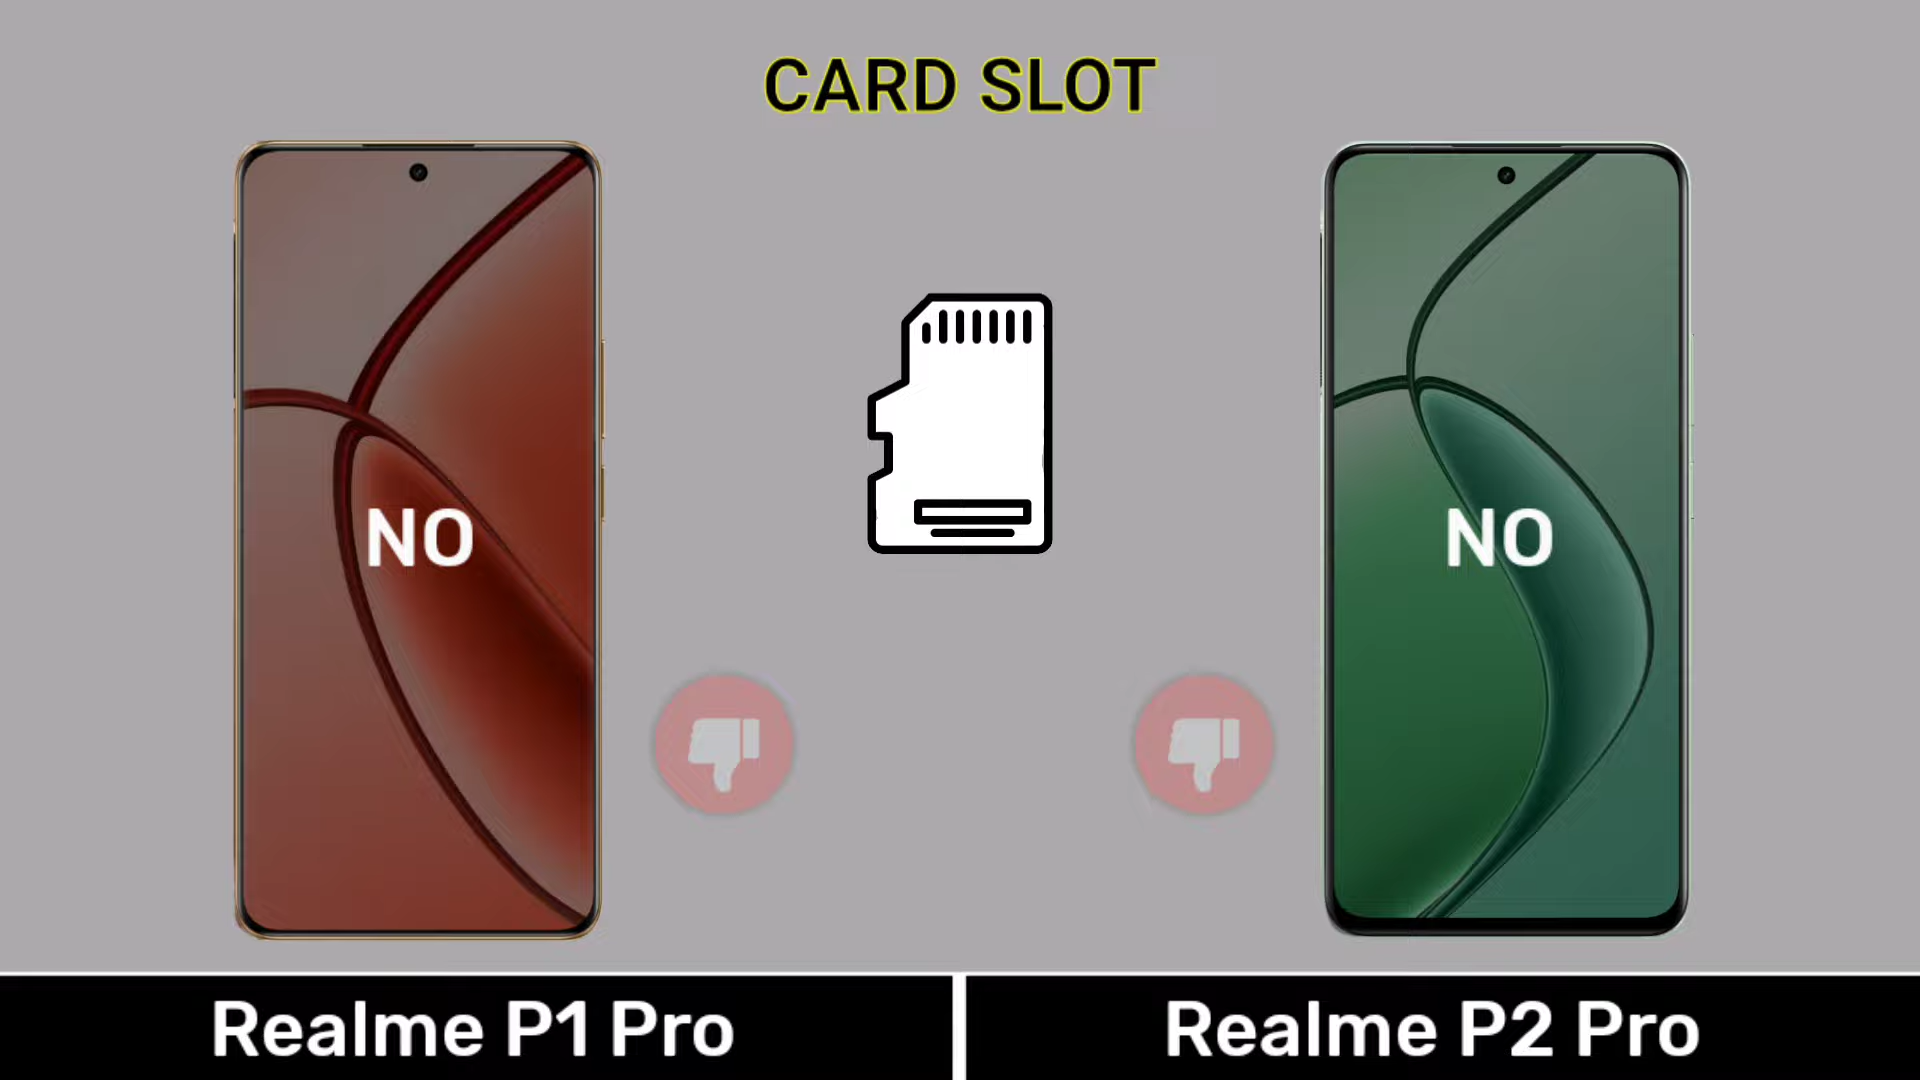 CARD SLOT
NO
NO
Realme P1 Pro
Realme P2 Pro